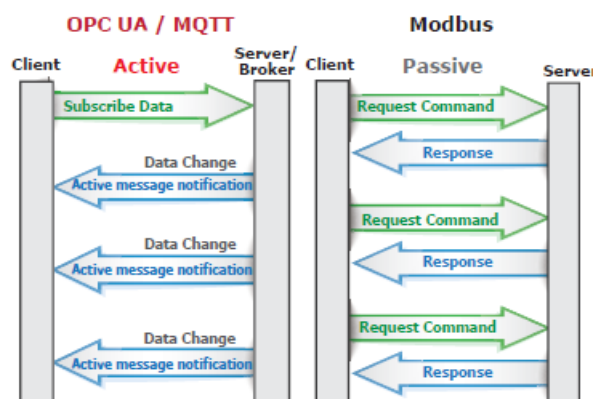 OPC UA / MQTT
Client
Active
Server/
Broker
Subscribe Data
Data Change
Active message notification
Data Change
Active message notification
Data Change
Active message notification
Modbus
Client
Passive
Server
Request Command
Response
Request Command
Response
Request Command
Response